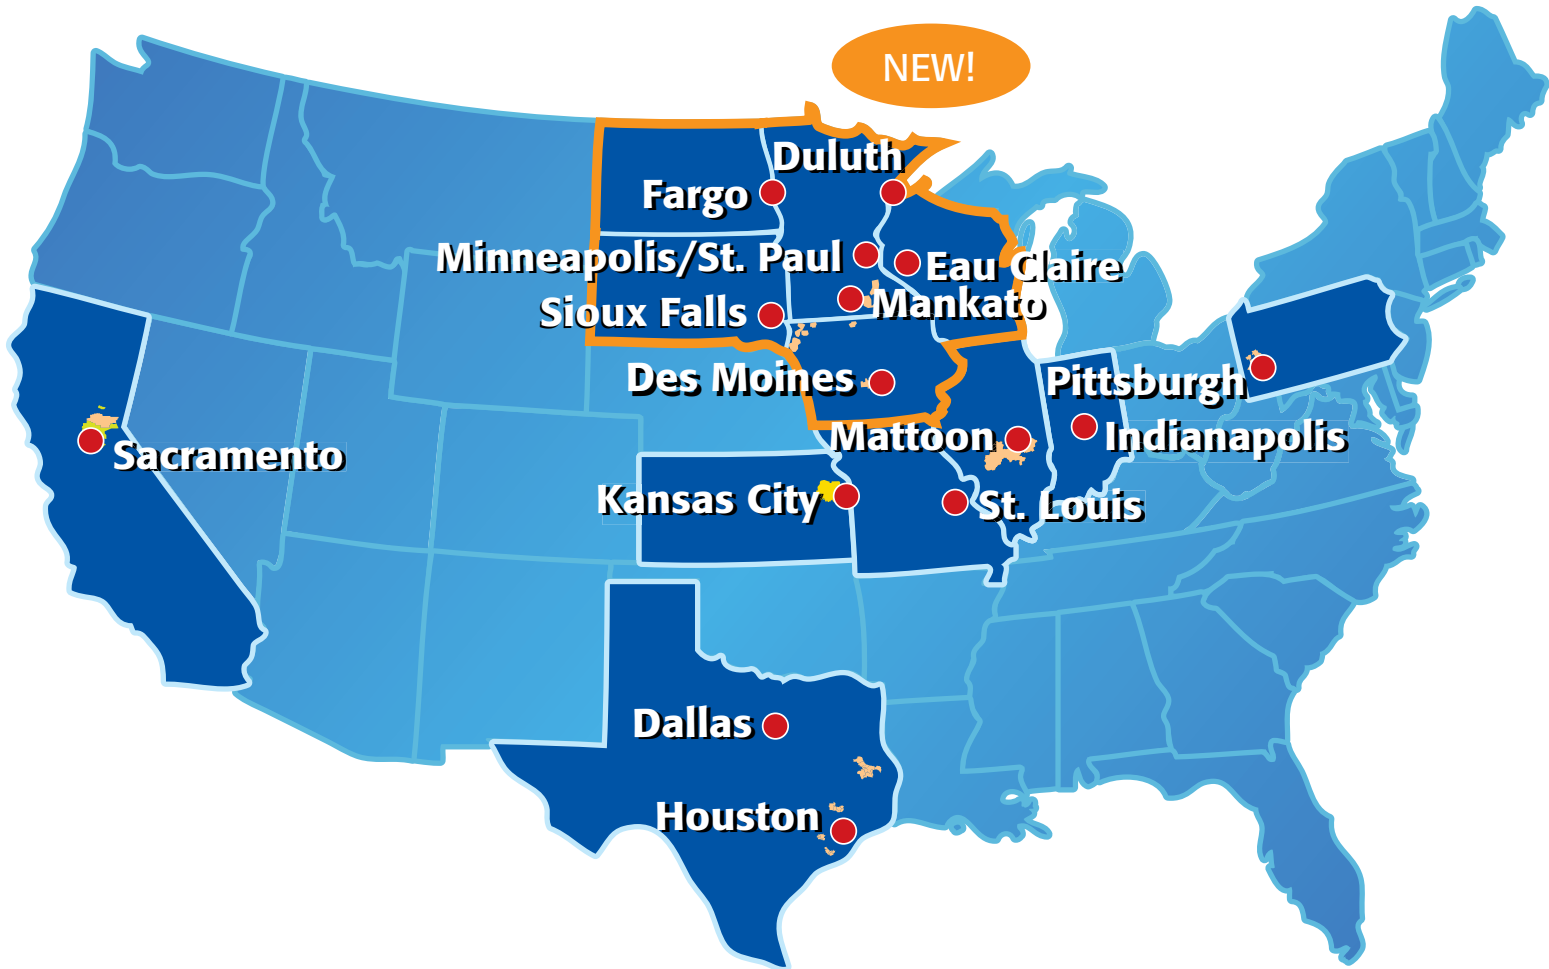 NEW!
Duluth
Fargo
Minneapolis/St. Paul
Eau Claire
Mankato
Sioux Falls
Des Moines
Pittsburgh
Mattoon
Indianapolis
Sacramento
Kansas City
St. Louis
Dallas
Houston